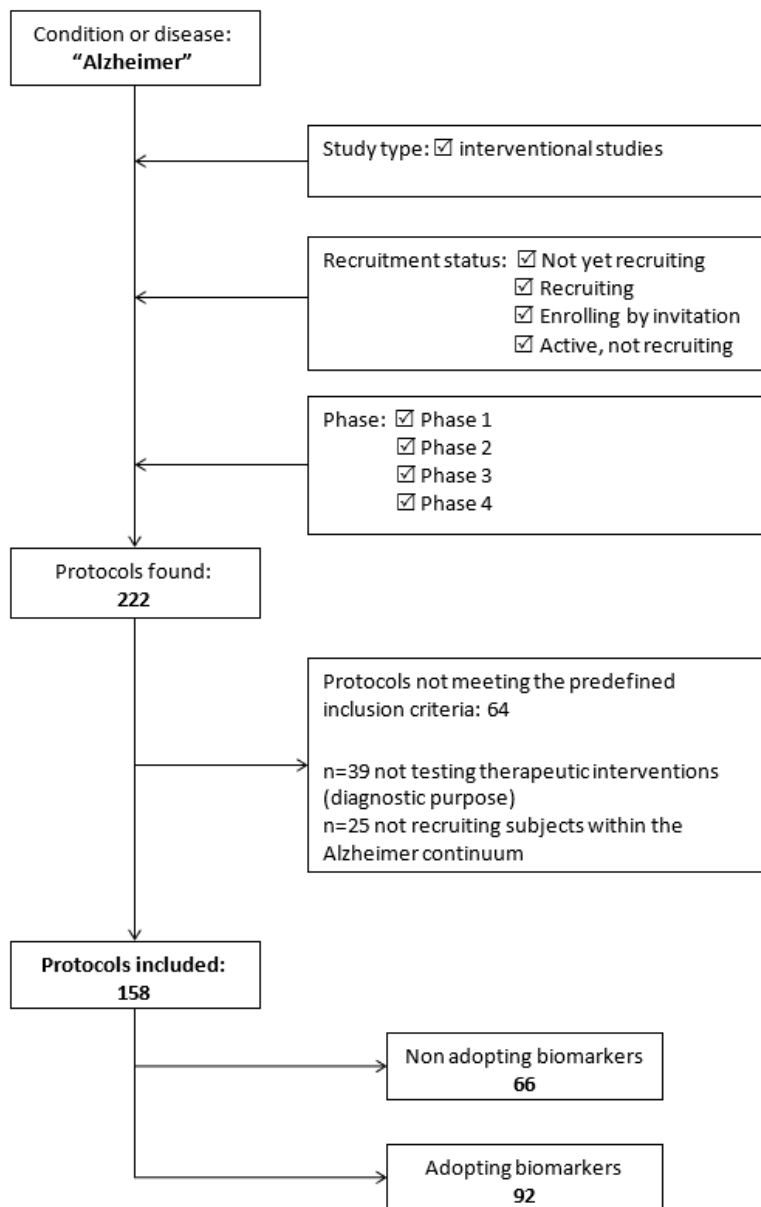 Condition or disease:
“Alzheimer”
Study type: ☑ interventional studies
Recruitment status: ☑ Not yet recruiting
☑ Recruiting
☑ Enrolling by invitation
☑ Active, not recruiting
Phase: ☑ Phase 1
☑ Phase 2
☑ Phase 3
☑ Phase 4
Protocols found:
222
Protocols not meeting the predefined
inclusion criteria: 64
n=39 not testing therapeutic interventions
(diagnostic purpose)
n=25 not recruiting subjects within the
Alzheimer continuum
Protocols included:
158
Non adopting biomarkers
66
Adopting biomarkers
92